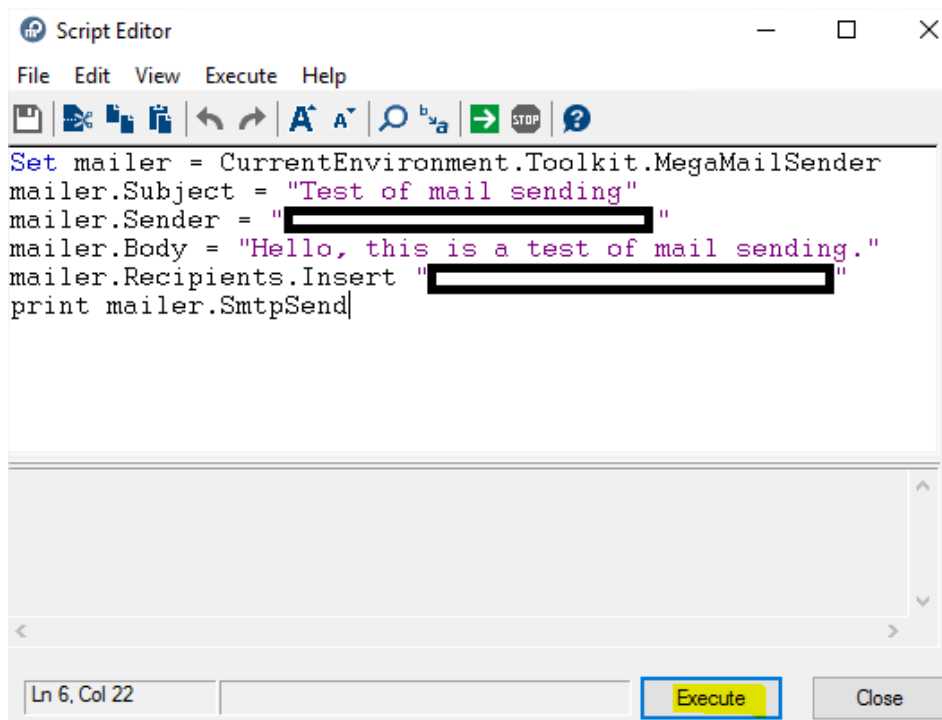 Script Editor
File Edit View Execute Help
A A b a STOP ?
Set mailer = CurrentEnvironment.Toolkit.MegaMailSender
mailer.Subject = "Test of mail sending"
mailer.Sender = " "
mailer.Body = "Hello, this is a test of mail sending."
mailer.Recipients.Insert " "
print mailer.SmtpSend
Ln 6, Col 22
Execute
Close